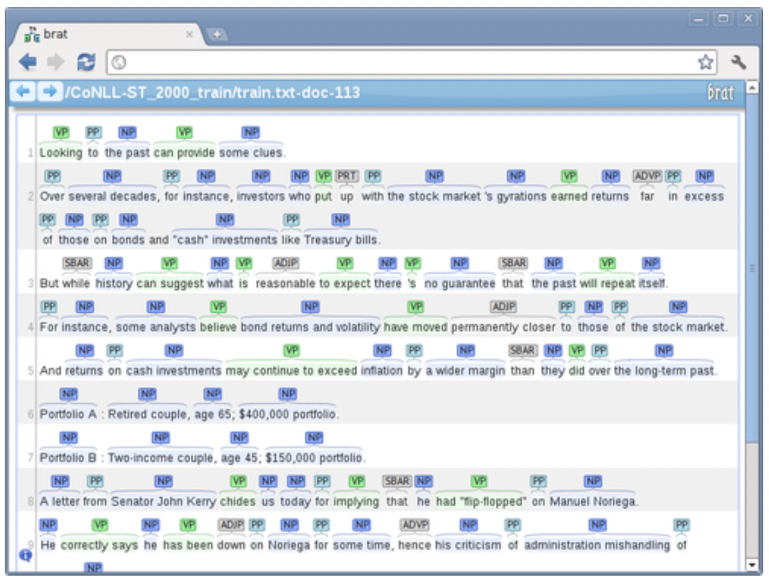 brat
/CoNLL-ST_2000_train/train.txt-doc-113 brat
VP PP NP VP NP
1 Looking to the past can provide some clues.
PP NP PP NP NP NP VP PRT PP NP NP VP NP ADVP PP NP
2 Over several decades, for instance, investors who put up with the stock market 's gyrations earned returns far in excess
PP NP PP NP NP PP NP
of those on bonds and "cash" investments like Treasury bills.
SBAR NP VP NP VP ADJP VP NP VP NP SBAR NP VP NP
3 But while history can suggest what is reasonable to expect there 's no guarantee that the past will repeat itself.
PP NP NP VP NP VP ADJP PP NP PP NP
4 For instance, some analysts believe bond returns and volatility have moved permanently closer to those of the stock market.
NP PP NP VP NP PP NP SBAR NP VP PP NP
5 And returns on cash investments may continue to exceed inflation by a wider margin than they did over the long-term past.
NP NP NP NP
6 Portfolio A : Retired couple, age 65; $400,000 portfolio.
NP NP NP NP
7 Portfolio B : Two-income couple, age 45; $150,000 portfolio.
NP PP NP VP NP NP PP VP SBAR NP VP PP NP
8 A letter from Senator John Kerry chides us today for implying that he had "flip-flopped" on Manuel Noriega.
NP VP NP VP ADJP PP NP PP NP ADVP NP PP NP PP
9 He correctly says he has been down on Noriega for some time, hence his criticism of administration mishandling of
NP